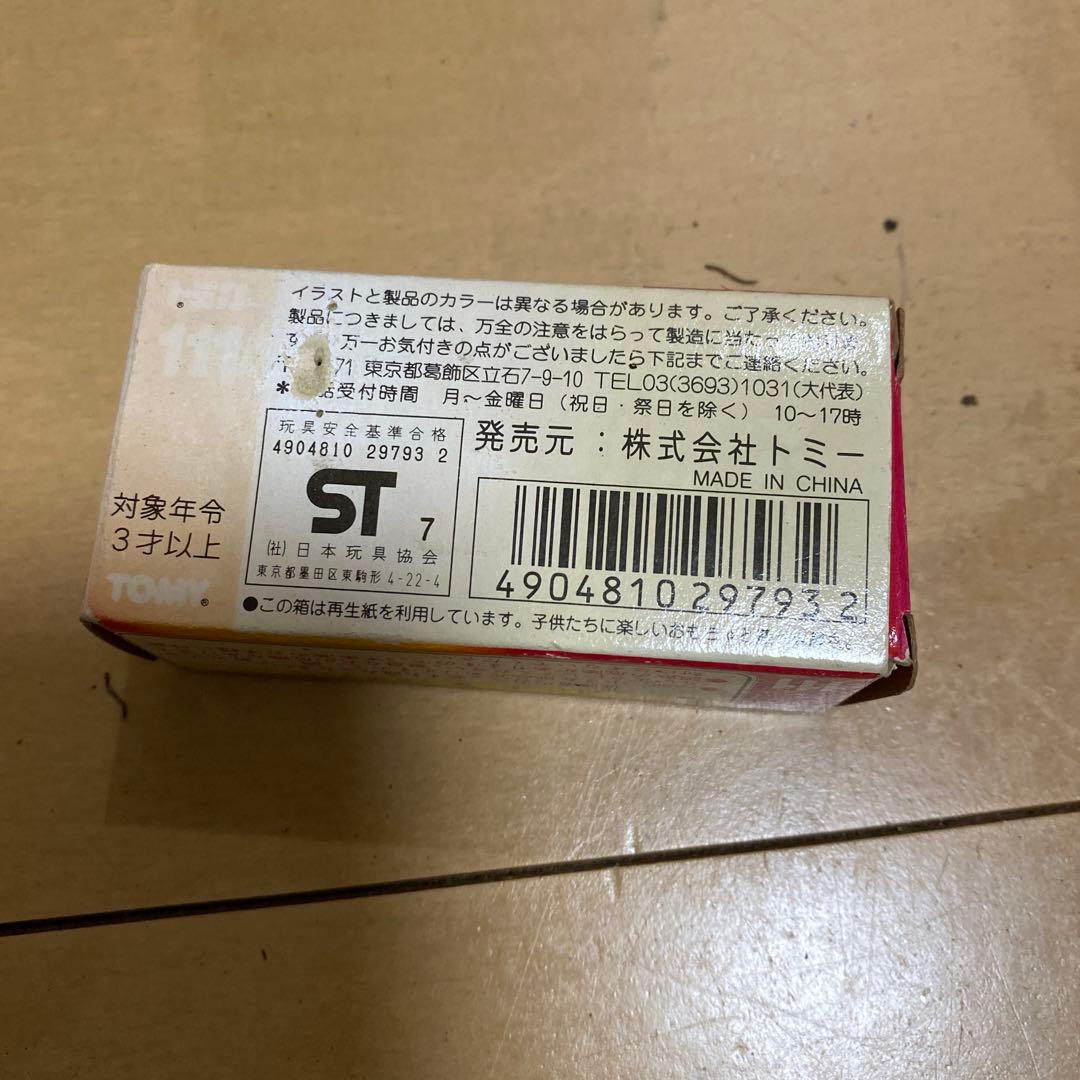 トミカ
111
イラストと製品のカラーは異なる場合があります。ご了承ください。
製品につきましては、万全の注意をはらって製造に当た
す 万一お気付きの点がございましたら下記までご連絡ください。
〒 71 東京都葛飾区立石7-9-10 TEL03(3693)1031(大代表)
* 話受付時間 月〜金曜日(祝日・祭日を除く) 10〜17時
玩具安全基準合格
4904810 29793 2
ST 7
(社)日本玩具協会
東京都墨田区東駒形 4-22-4
発売元:株式会社トミー
MADE IN CHINA
4904810 297932
対象年令
3才以上
TOMY®
●この箱は再生紙を利用しています。子供たちに楽しいおも